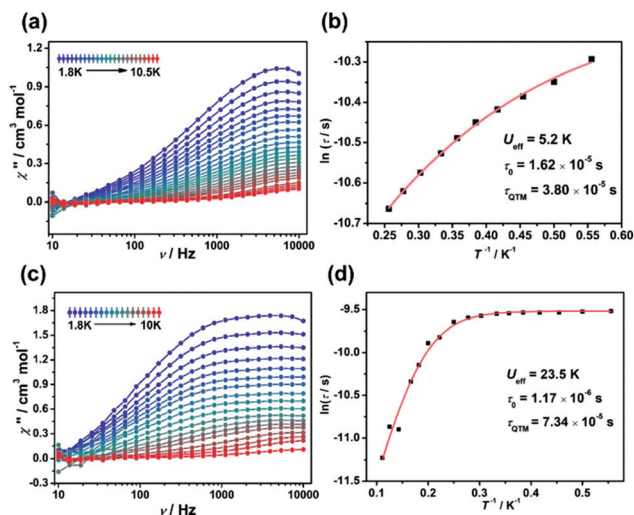 (a)
χ'' / cm³ mol⁻¹
1.2
0.9
0.6
0.3
0.0
1.8K → 10.5K
10
100
1000
10000
ν / Hz
(b)
ln (τ / s)
-10.3
-10.4
-10.5
-10.6
-10.7
U_eff = 5.2 K
τ₀ = 1.62 × 10⁻⁵ s
τ_QTM = 3.80 × 10⁻⁵ s
0.20 0.25 0.30 0.35 0.40 0.45 0.50 0.55 0.60
T⁻¹ / K⁻¹
(c)
χ'' / cm³ mol⁻¹
1.8
1.5
1.2
0.9
0.6
0.3
0.0
-0.3
1.8K → 10K
10
100
1000
10000
ν / Hz
(d)
ln(τ / s)
-9.5
-10.0
-10.5
-11.0
-11.5
U_eff = 23.5 K
τ₀ = 1.17 × 10⁻⁶ s
τ_QTM = 7.34 × 10⁻⁵ s
0.1 0.2 0.3 0.4 0.5
T⁻¹ / K⁻¹